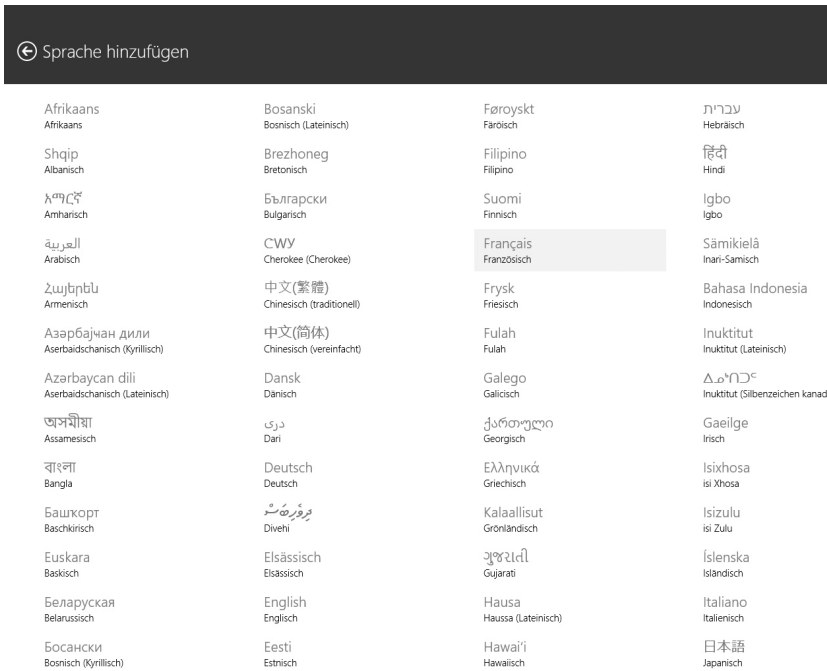 Sprache hinzufügen
Afrikaans
Afrikaans
Shqip
Albanisch
አማርኛ
Amharisch
العربية
Arabisch
Հայերեն
Armenisch
Азәрбајҹан дили
Aserbaidschanisch (Kyrillisch)
Azərbaycan dili
Aserbaidschanisch (Lateinisch)
অসমীয়া
Assamesisch
বাংলা
Bangla
Башҡорт
Baschkirisch
Euskara
Baskisch
Беларуская
Belarussisch
Босански
Bosnisch (Kyrillisch)
Bosanski
Bosnisch (Lateinisch)
Brezhoneg
Bretonisch
Български
Bulgarisch
ᏣᎳᎩ
Cherokee (Cherokee)
中文(繁體)
Chinesisch (traditionell)
中文(简体)
Chinesisch (vereinfacht)
Dansk
Dänisch
درى
Dari
Deutsch
Deutsch
ދިވެހިބަސް
Divehi
Elsässisch
Elsässisch
English
Englisch
Eesti
Estnisch
Føroyskt
Färöisch
Filipino
Filipino
Suomi
Finnisch
Français
Französisch
Frysk
Friesisch
Fulah
Fulah
Galego
Galicisch
ქართული
Georgisch
Ελληνικά
Griechisch
Kalaallisut
Grönländisch
ગુજરાતી
Gujarati
Hausa
Haussa (Lateinisch)
Hawaiʻi
Hawaiisch
עברית
Hebräisch
हिंदी
Hindi
Igbo
Igbo
Sämikielâ
Inari-Samisch
Bahasa Indonesia
Indonesisch
Inuktitut
Inuktitut (Lateinisch)
ᐃᓄᒃᑎᑐᑦ
Inuktitut (Silbenzeichen kanad
Gaeilge
Irisch
Isixhosa
isi Xhosa
Isizulu
isi Zulu
Íslenska
Isländisch
Italiano
Italienisch
日本語
Japanisch